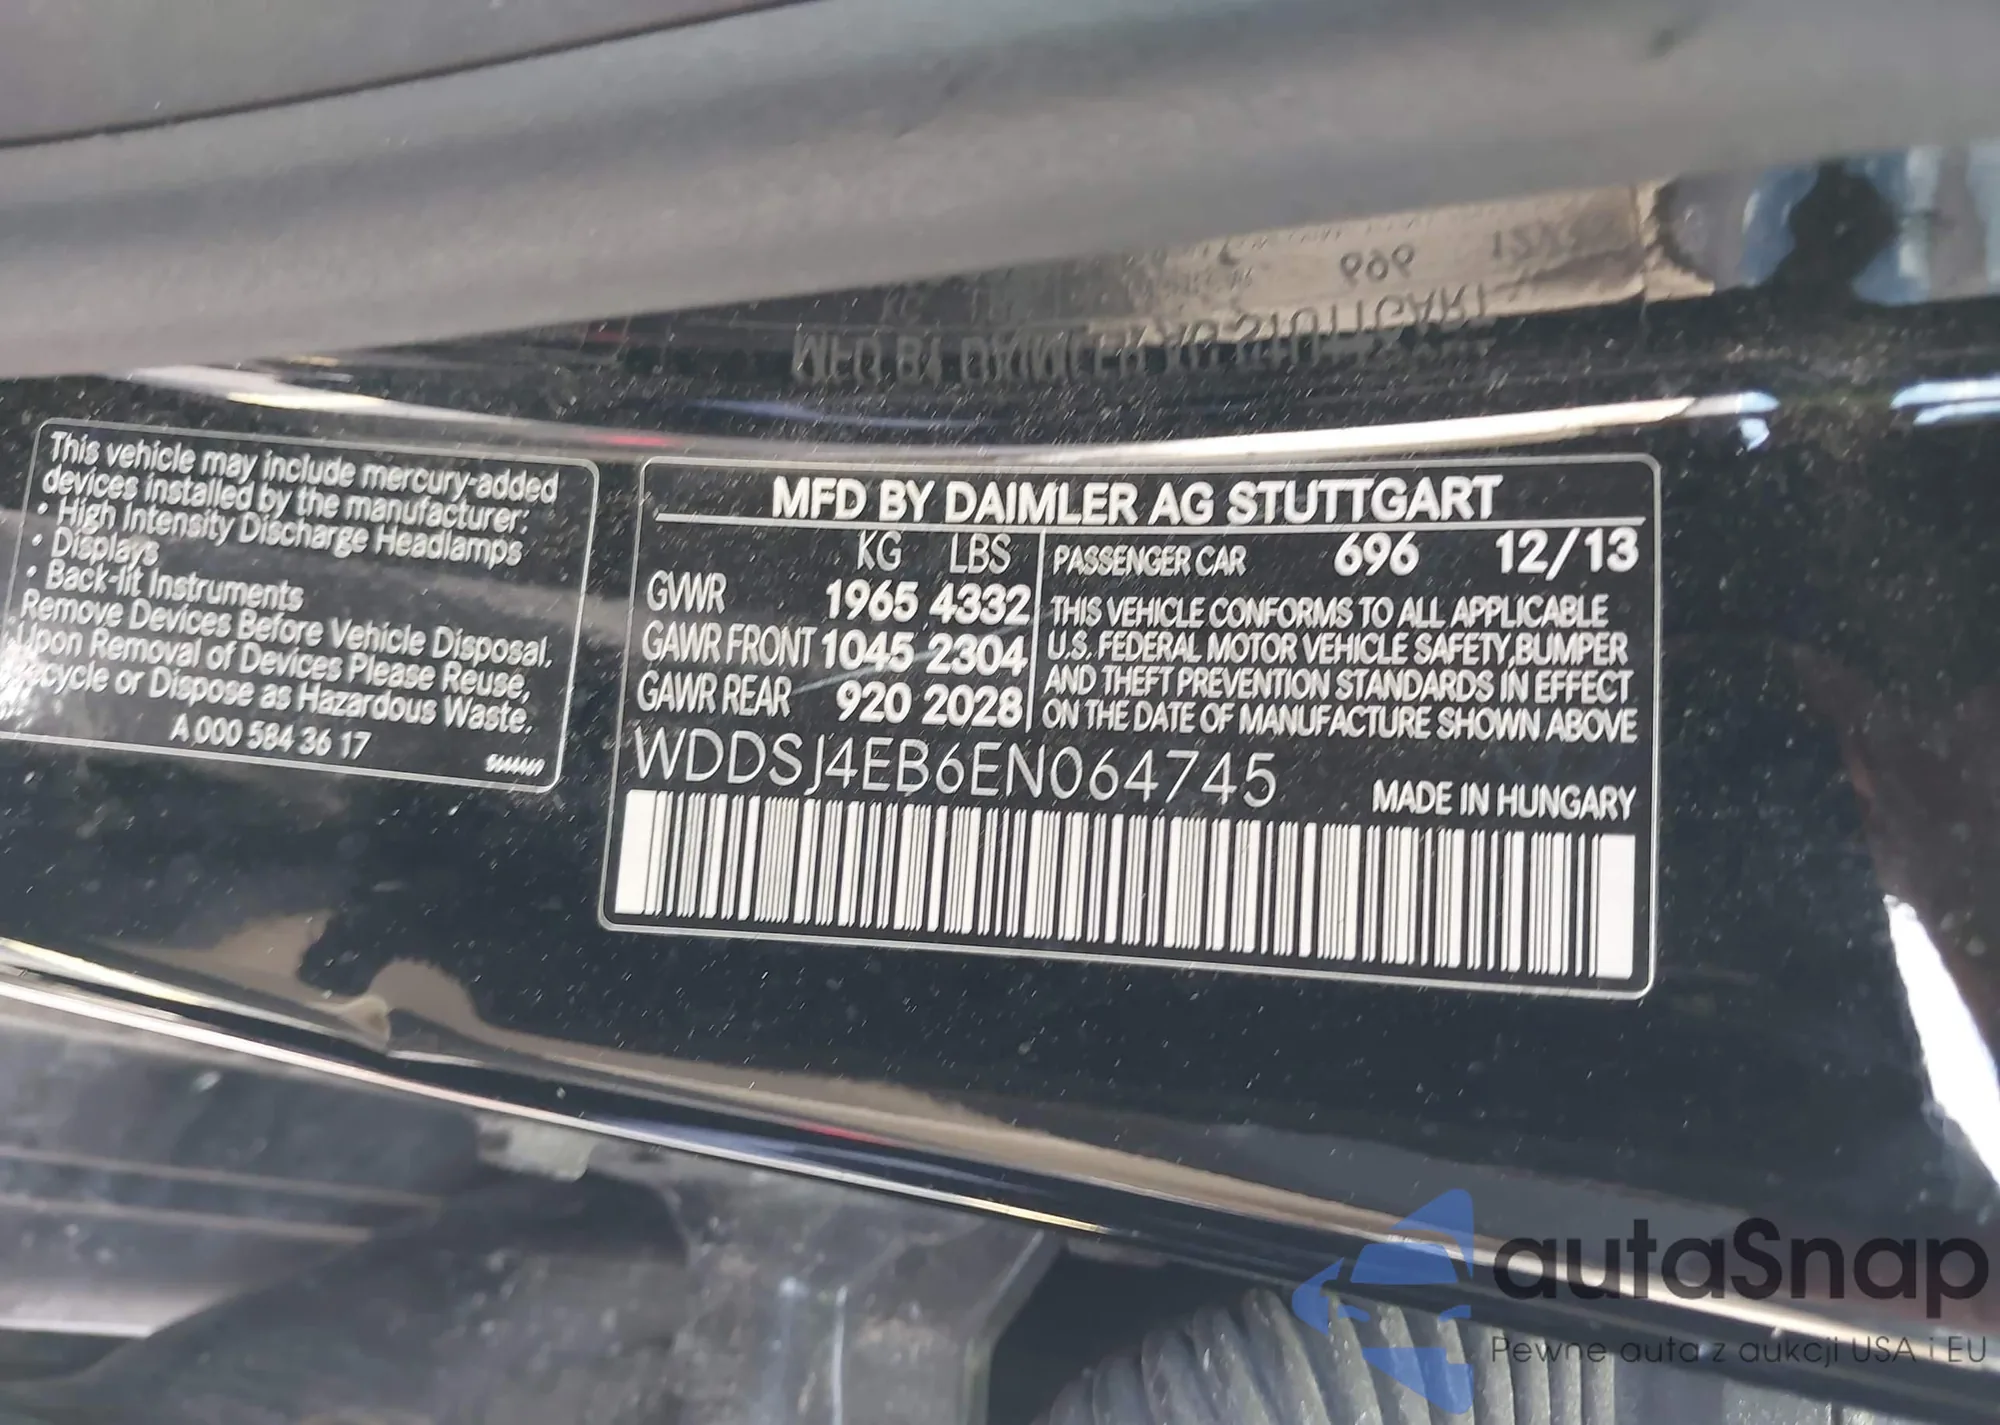 This vehicle may include mercury-added
devices installed by the manufacturer:
• High Intensity Discharge Headlamps
• Displays
• Back-lit Instruments
Remove Devices Before Vehicle Disposal.
Upon Removal of Devices Please Reuse,
Recycle or Dispose as Hazardous Waste.
A 000 584 36 17
MFD BY DAIMLER AG STUTTGART
KG LBS
GVWR 1965 4332
GAWR FRONT 1045 2304
GAWR REAR 920 2028
PASSENGER CAR 696 12/13
THIS VEHICLE CONFORMS TO ALL APPLICABLE
U.S. FEDERAL MOTOR VEHICLE SAFETY,BUMPER
AND THEFT PREVENTION STANDARDS IN EFFECT
ON THE DATE OF MANUFACTURE SHOWN ABOVE
WDDSJ4EB6EN064745
MADE IN HUNGARY
autaSnap
Pewne auta z aukcji USA i EU